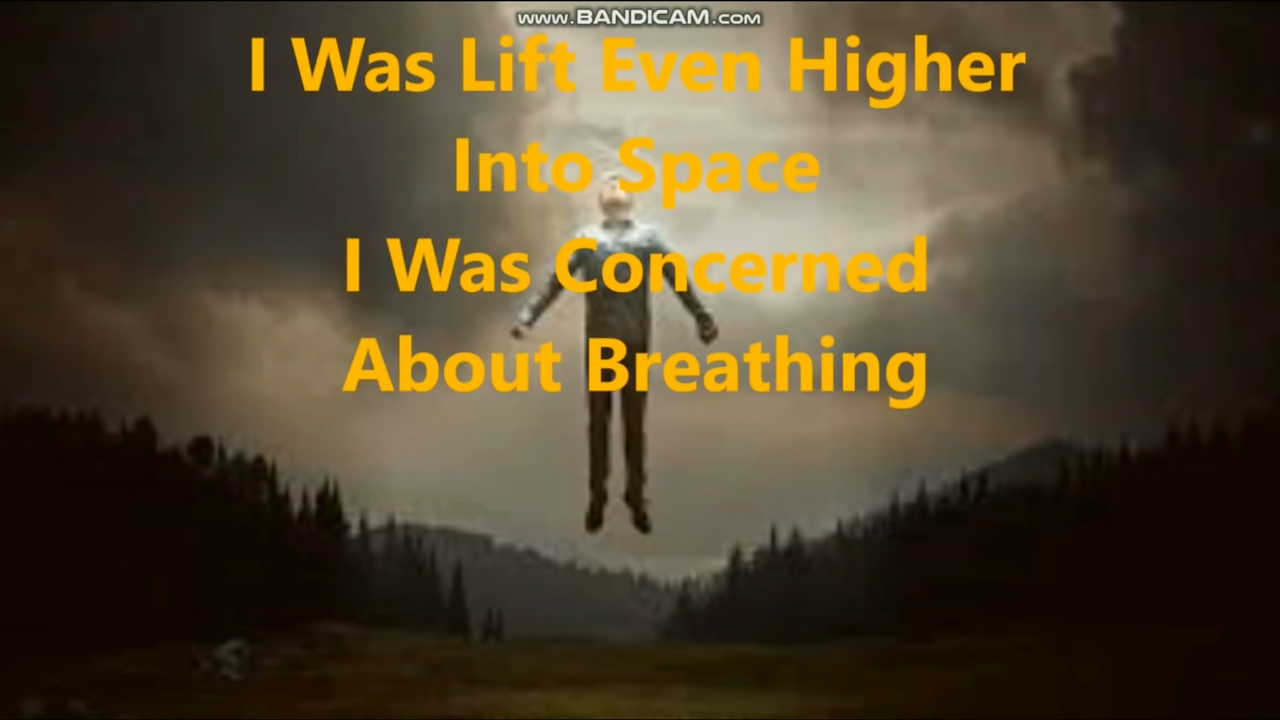 www.BANDICAM.com
I Was Lift Even Higher
Into Space
I Was Concerned
About Breathing